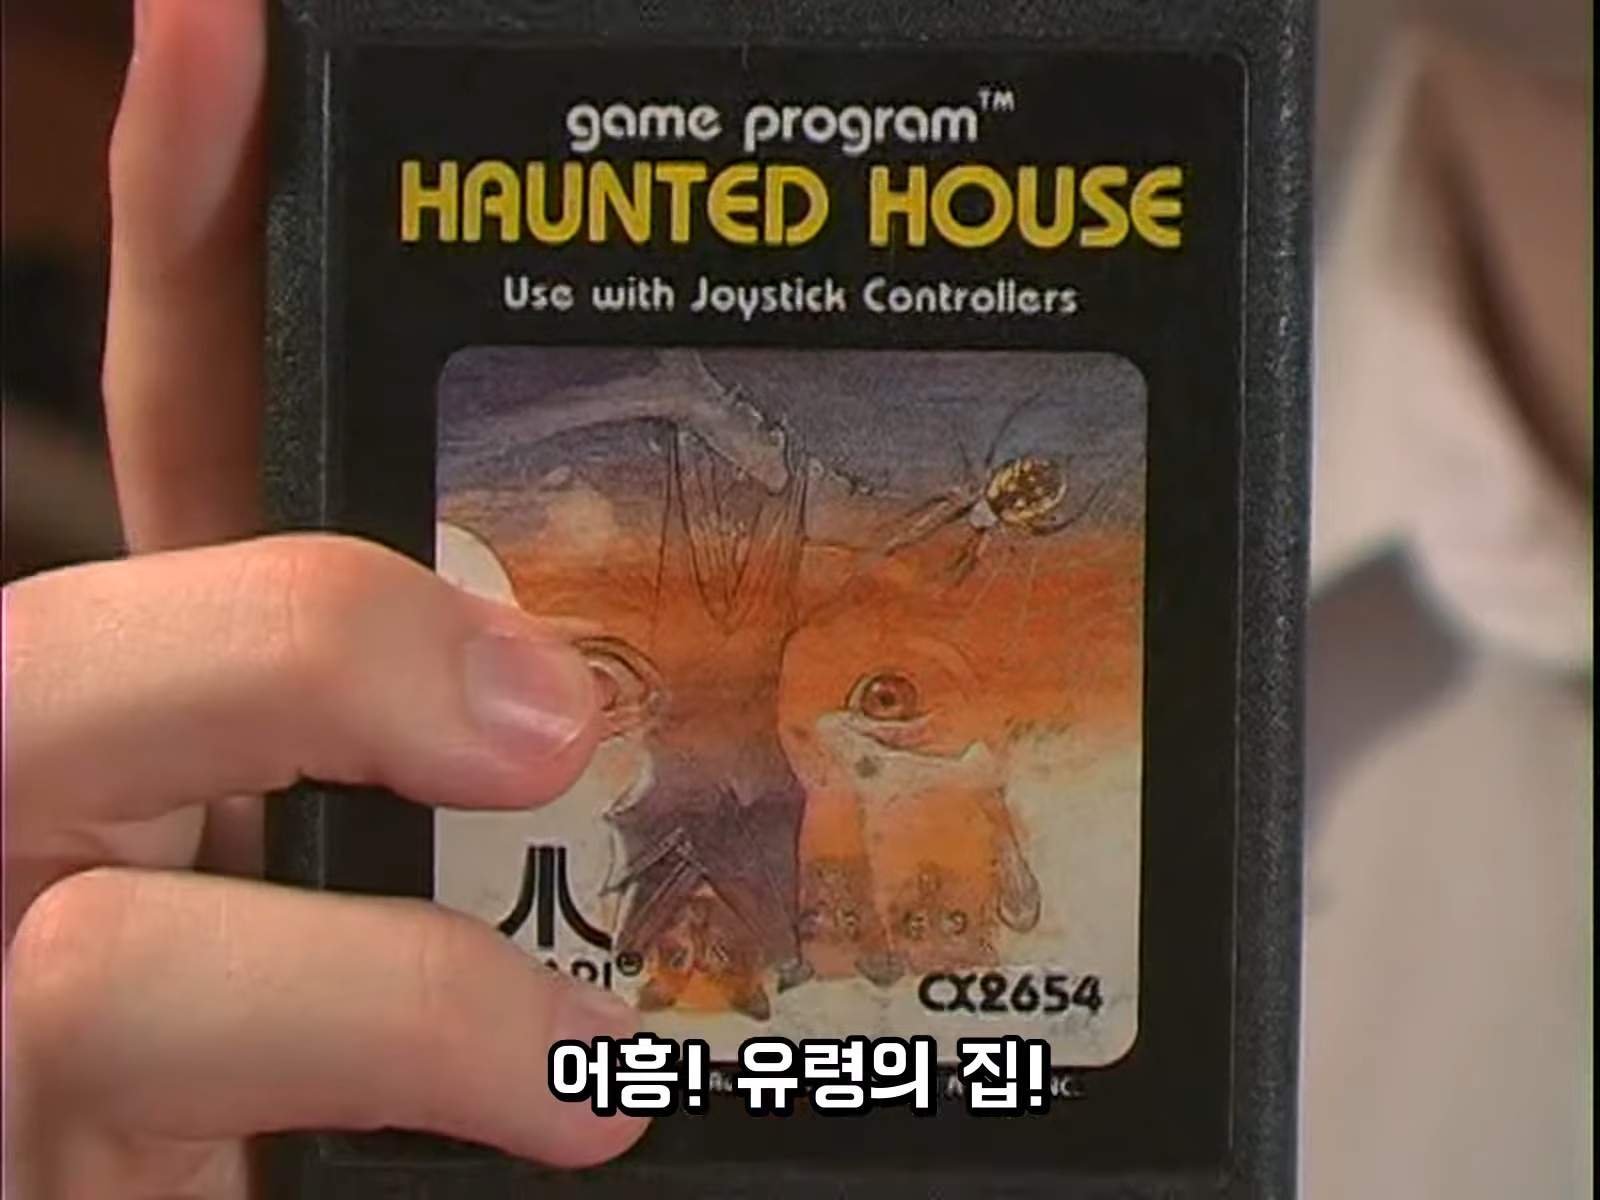 game program™
HAUNTED HOUSE
Use with Joystick Controllers
CX2654
어흥! 유령의 집!